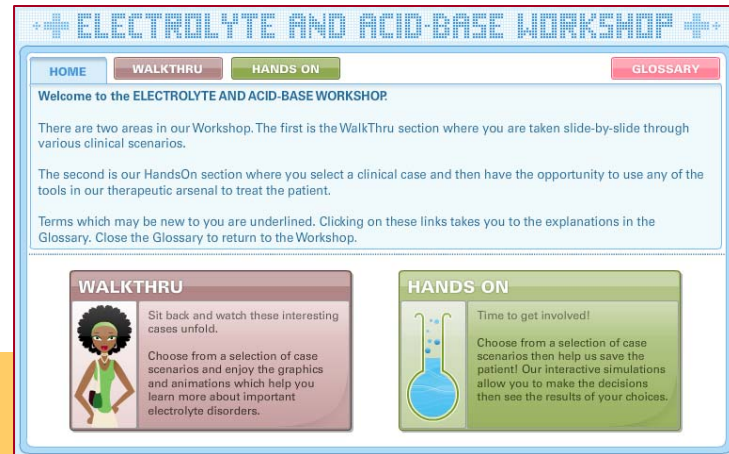 ELECTROLYTE AND ACID-BASE WORKSHOP
HOME WALKTHRU HANDS ON GLOSSARY
Welcome to the ELECTROLYTE AND ACID-BASE WORKSHOP.
There are two areas in our Workshop. The first is the WalkThru section where you are taken slide-by-slide through
various clinical scenarios.
The second is our HandsOn section where you select a clinical case and then have the opportunity to use any of the
tools in our therapeutic arsenal to treat the patient.
Terms which may be new to you are underlined. Clicking on these links takes you to the explanations in the
Glossary. Close the Glossary to return to the Workshop.
WALKTHRU
Sit back and watch these interesting
cases unfold.
Choose from a selection of case
scenarios and enjoy the graphics
and animations which help you
learn more about important
electrolyte disorders.
HANDS ON
Time to get involved!
Choose from a selection of case
scenarios then help us save the
patient! Our interactive simulations
allow you to make the decisions
then see the results of your choices.